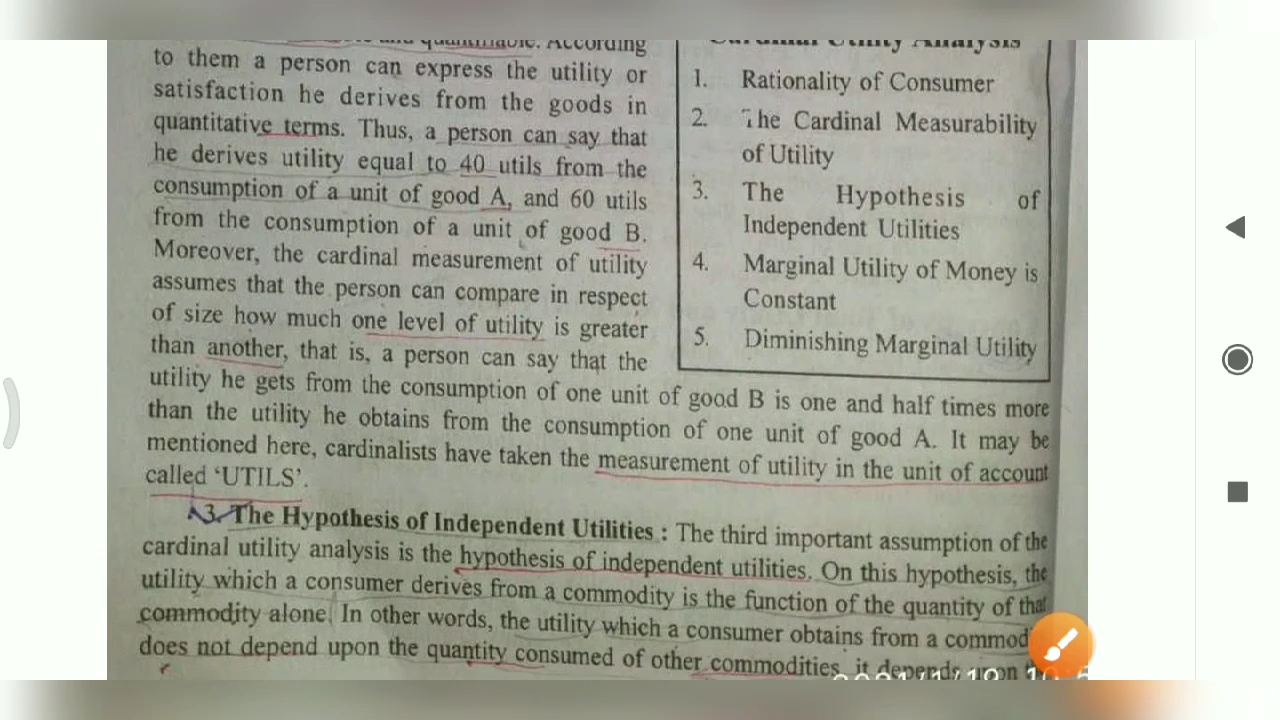 and quantifiable. According
to them a person can express the utility or
satisfaction he derives from the goods in
quantitative terms. Thus, a person can say that
he derives utility equal to 40 utils from the
consumption of a unit of good A, and 60 utils
from the consumption of a unit of good B.
Moreover, the cardinal measurement of utility
assumes that the person can compare in respect
of size how much one level of utility is greater
than another, that is, a person can say that the
Cardinal Utility Analysis
1. Rationality of Consumer
2. The Cardinal Measurability
of Utility
3. The Hypothesis of
Independent Utilities
4. Marginal Utility of Money is
Constant
5. Diminishing Marginal Utility
utility he gets from the consumption of one unit of good B is one and half times more
than the utility he obtains from the consumption of one unit of good A. It may be
mentioned here, cardinalists have taken the measurement of utility in the unit of account
called ‘UTILS’.
3. The Hypothesis of Independent Utilities : The third important assumption of the
cardinal utility analysis is the hypothesis of independent utilities. On this hypothesis, the
utility which a consumer derives from a commodity is the function of the quantity of that
commodity alone. In other words, the utility which a consumer obtains from a commod
does not depend upon the quantity consumed of other commodities, it depends upon